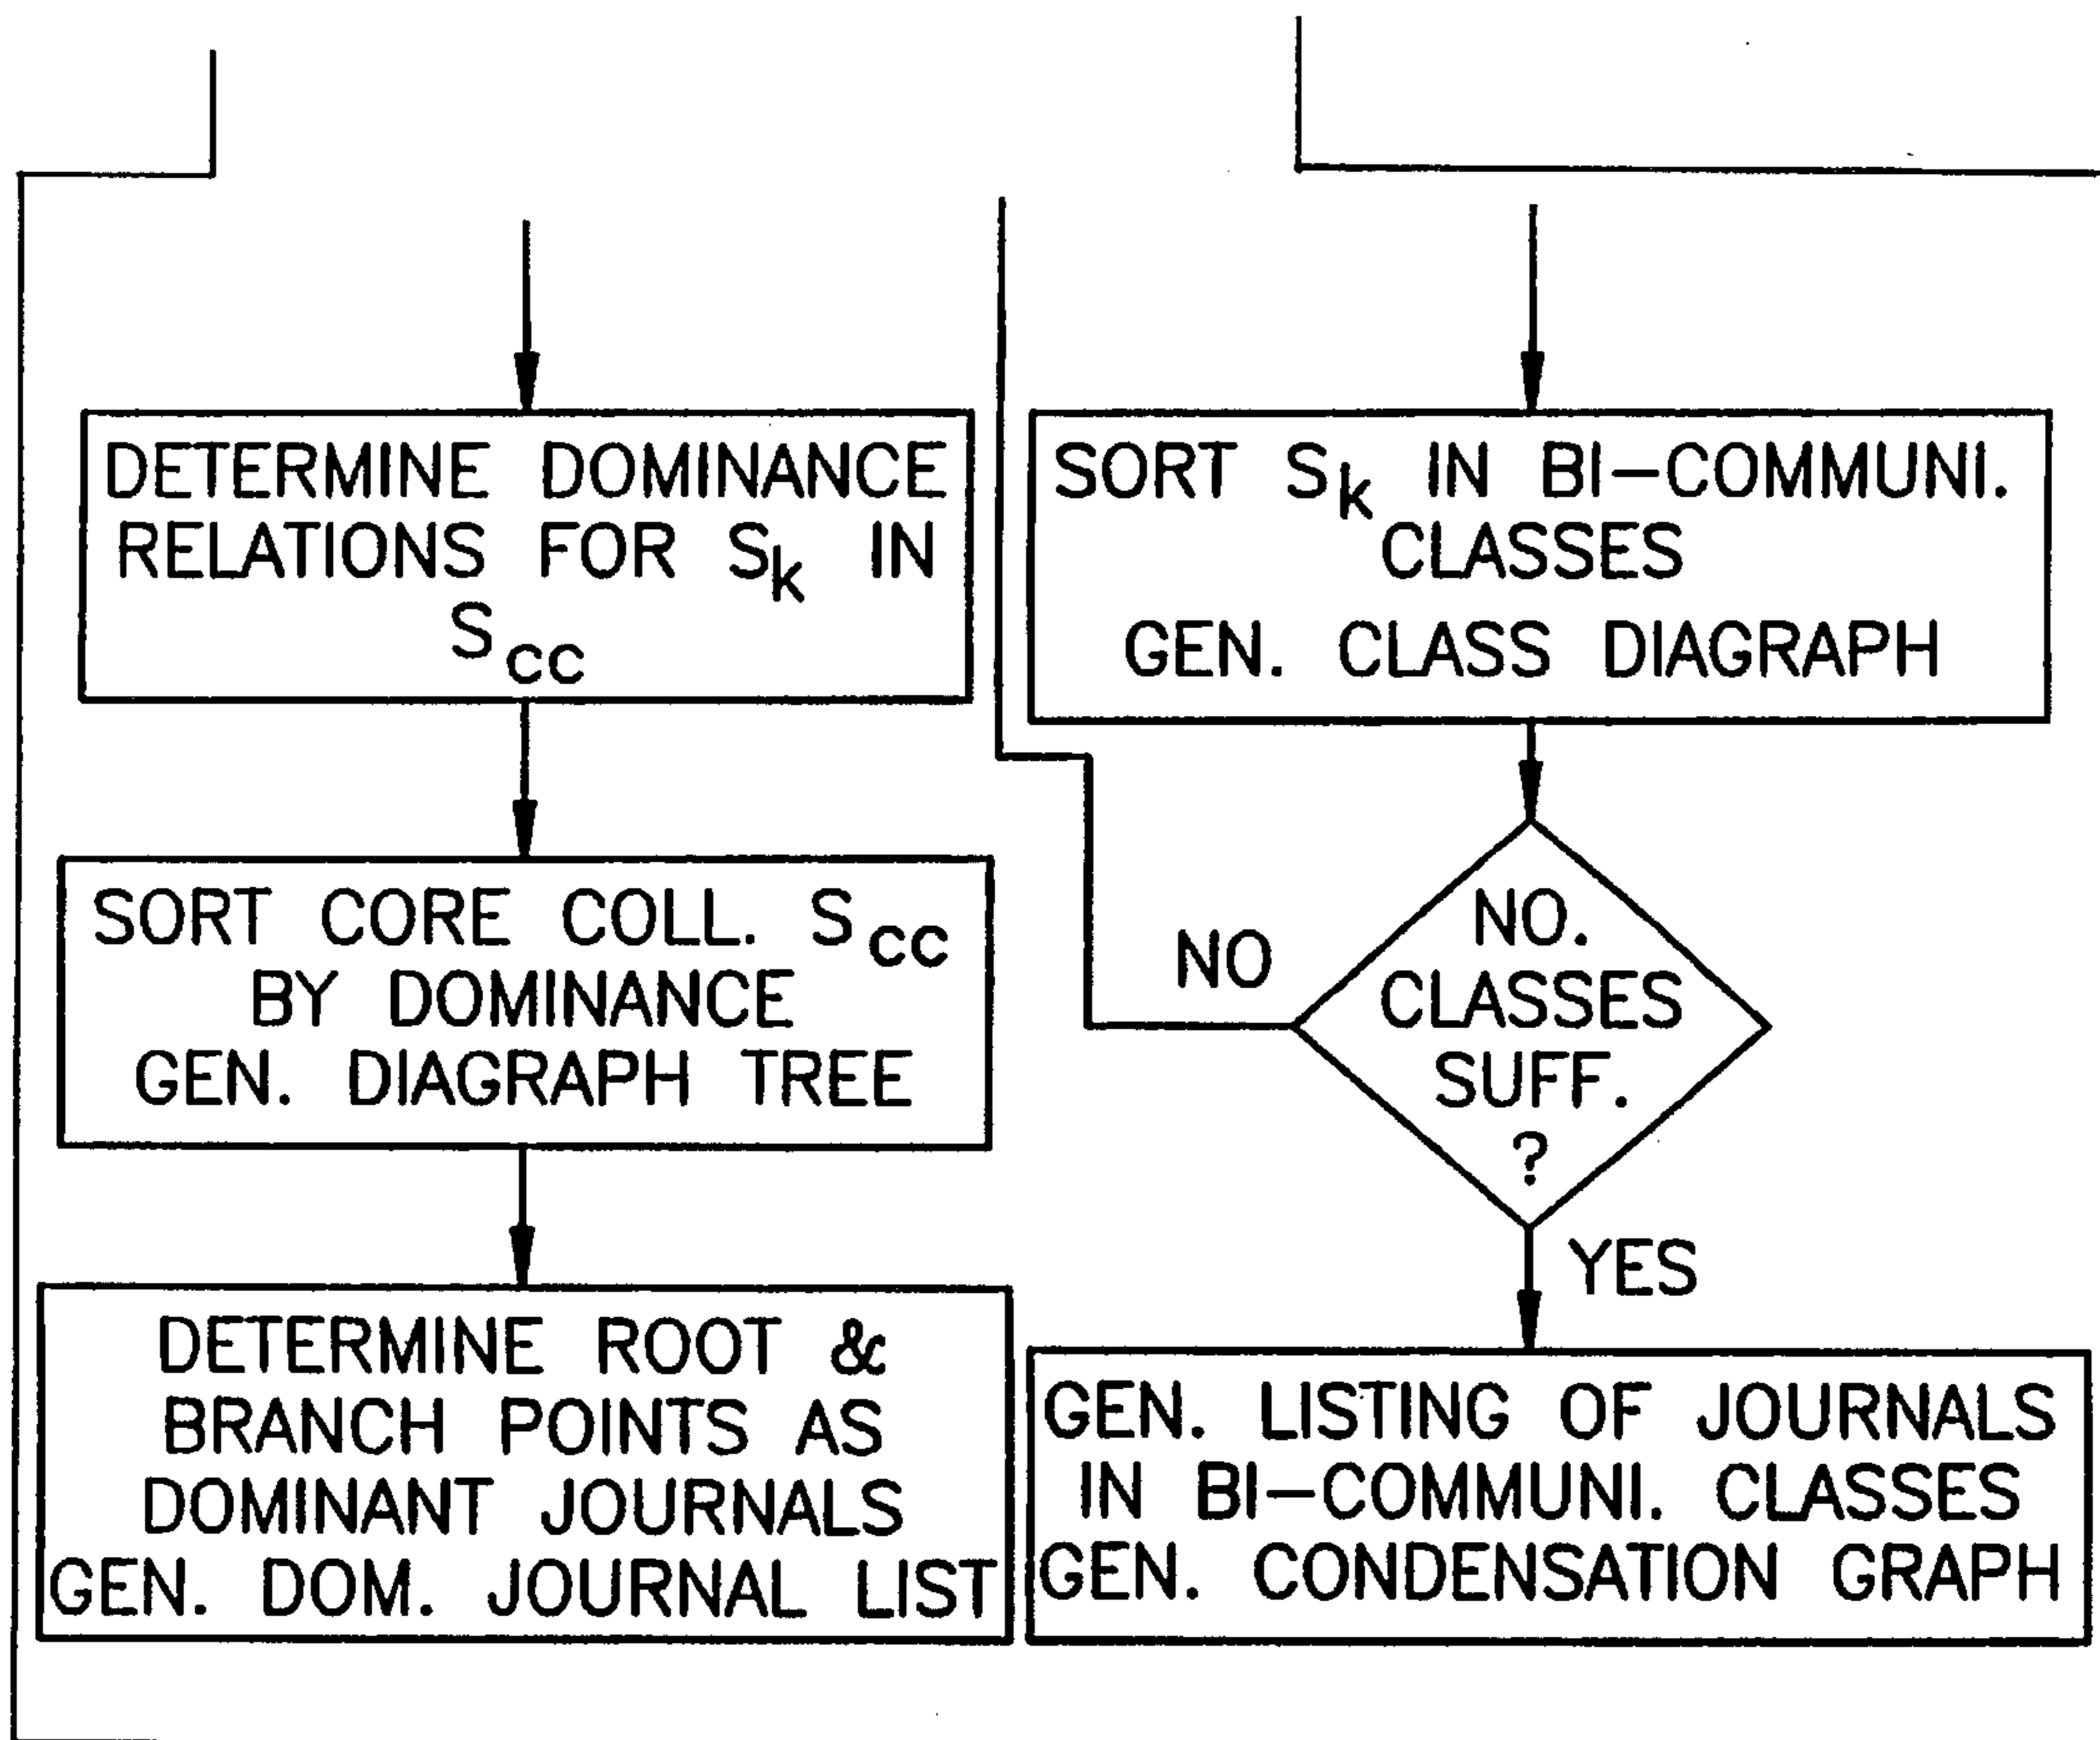 DETERMINE DOMINANCE
RELATIONS FOR Sk IN
Scc
SORT CORE COLL. Scc
BY DOMINANCE
GEN. DIAGRAPH TREE
DETERMINE ROOT &
BRANCH POINTS AS
DOMINANT JOURNALS
GEN. DOM. JOURNAL LIST
SORT Sk IN BI-COMMUNI.
CLASSES
GEN. CLASS DIAGRAPH
NO.
CLASSES
SUFF.
?
NO
YES
GEN. LISTING OF JOURNALS
IN BI-COMMUNI. CLASSES
GEN. CONDENSATION GRAPH